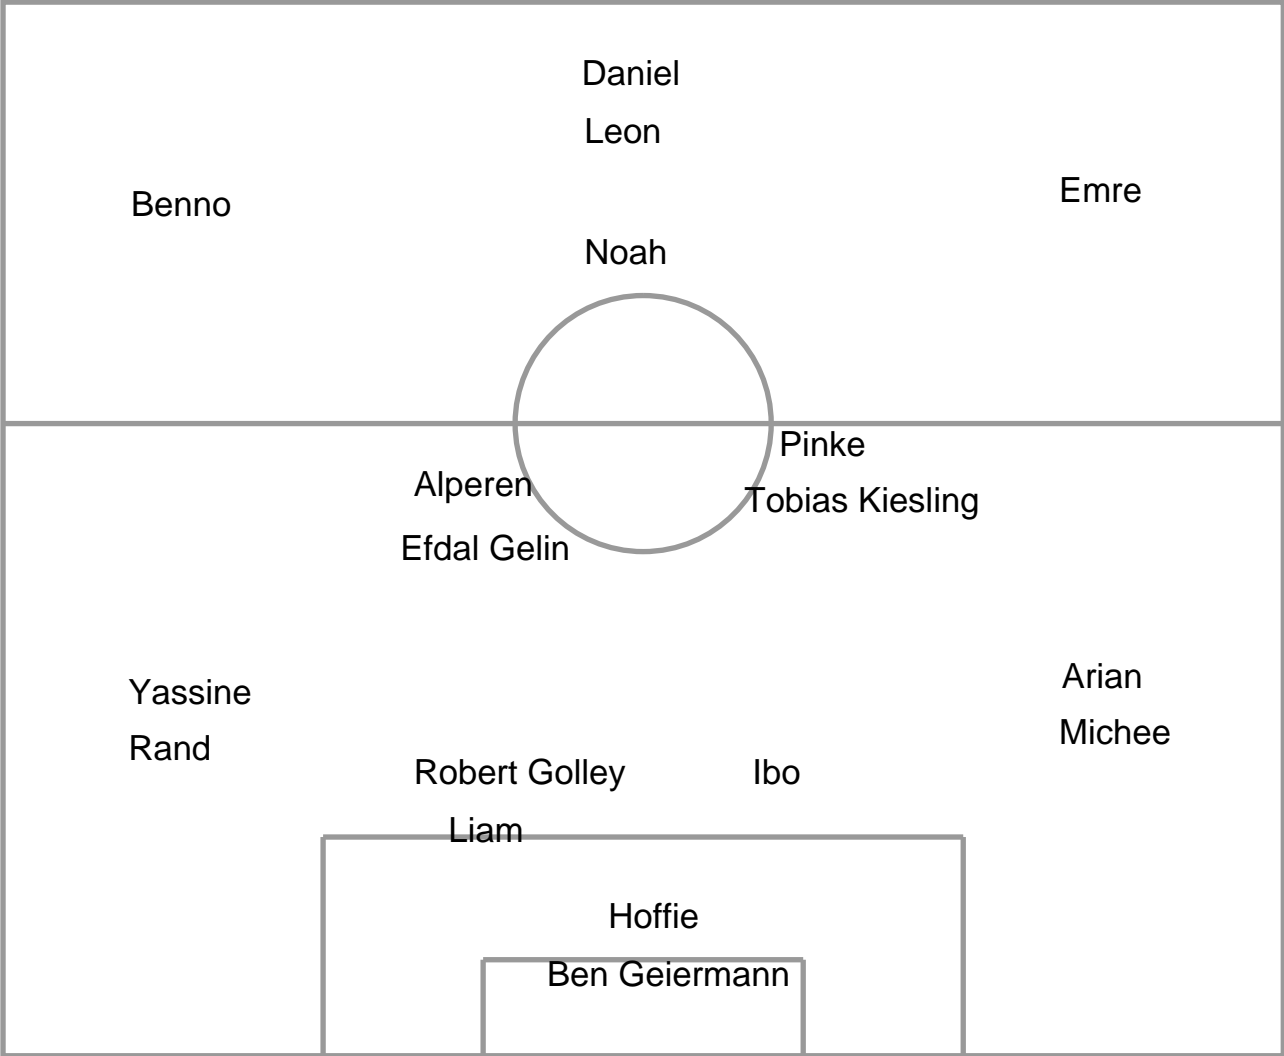 Daniel
Leon
Benno
Emre
Noah
Pinke
Alperen
Tobias Kiesling
Efdal Gelin
Arian
Yassine
Michee
Rand
Robert Golley
Ibo
Liam
Hoffie
Ben Geiermann